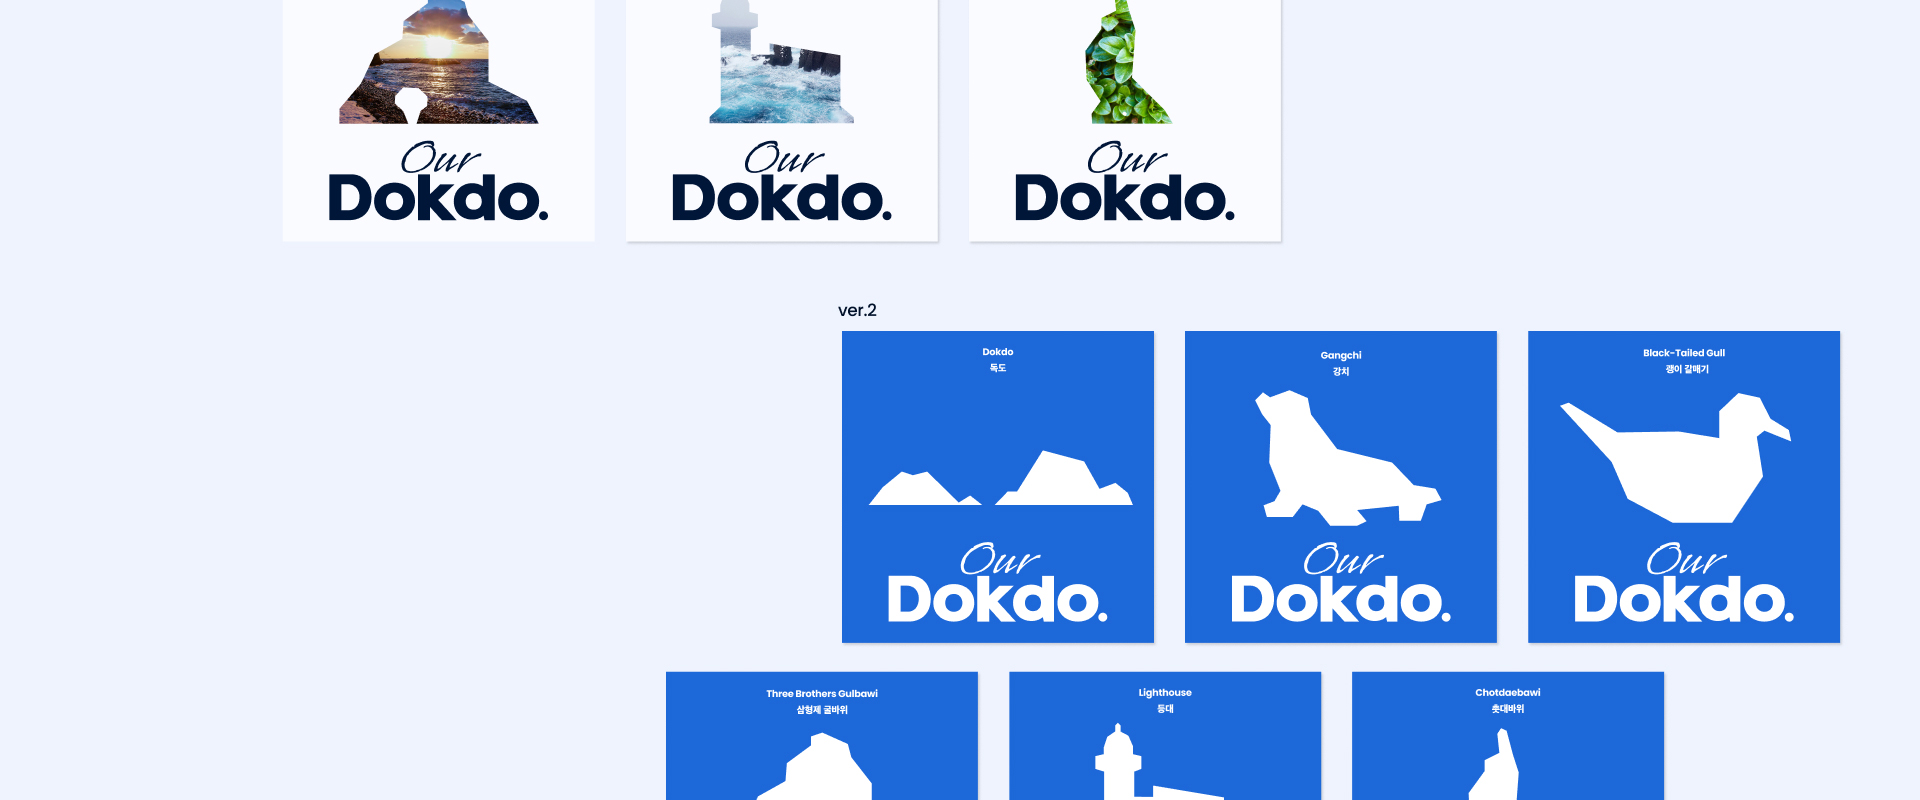 Our
Dokdo.
Our
Dokdo.
Our
Dokdo.
ver.2
Dokdo
독도
Our
Dokdo.
Gangchi
강치
Our
Dokdo.
Black-Tailed Gull
괭이 갈매기
Our
Dokdo.
Three Brothers Gulbawi
삼형제 굴바위
Lighthouse
등대
Chotdaebawi
촛대바위